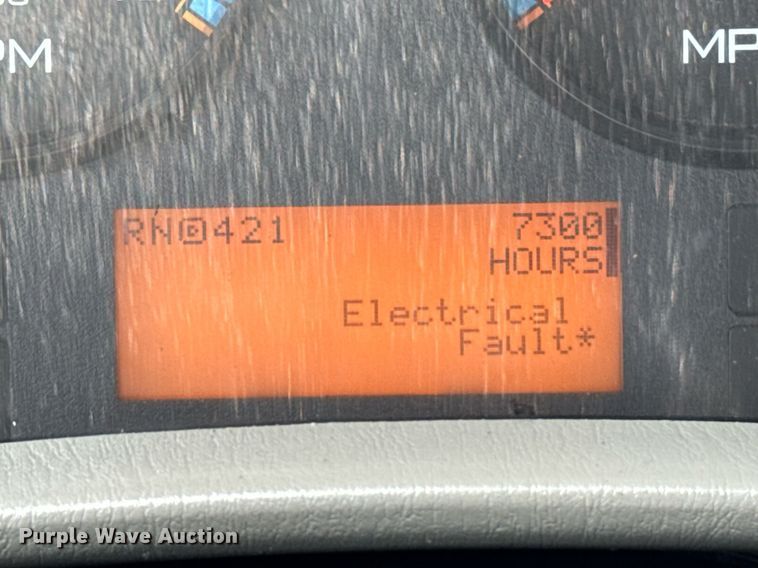 PM
MP
RN©421 7300
HOURS
Electrical
Fault*
Purple Wave Auction